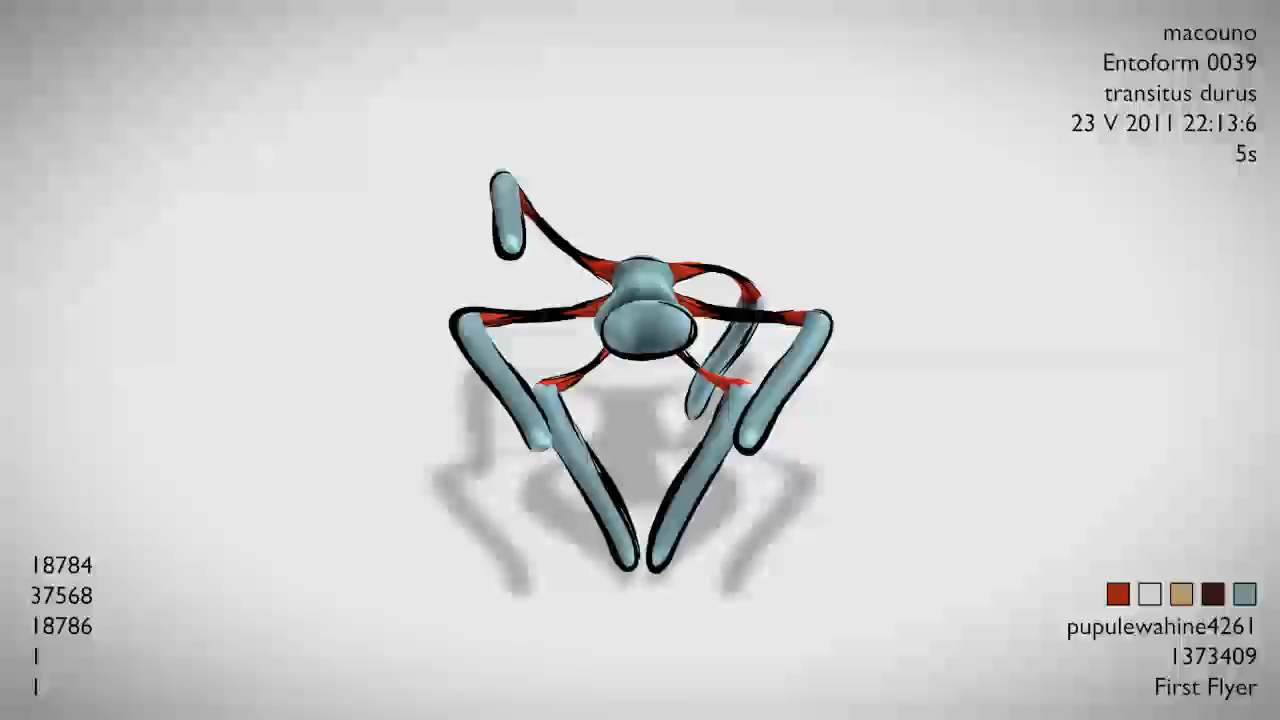 macouno
Entoform 0039
transitus durus
23 V 2011 22:13:6
5s
18784
37568
18786
1
1
pupulewahine4261
1373409
First Flyer